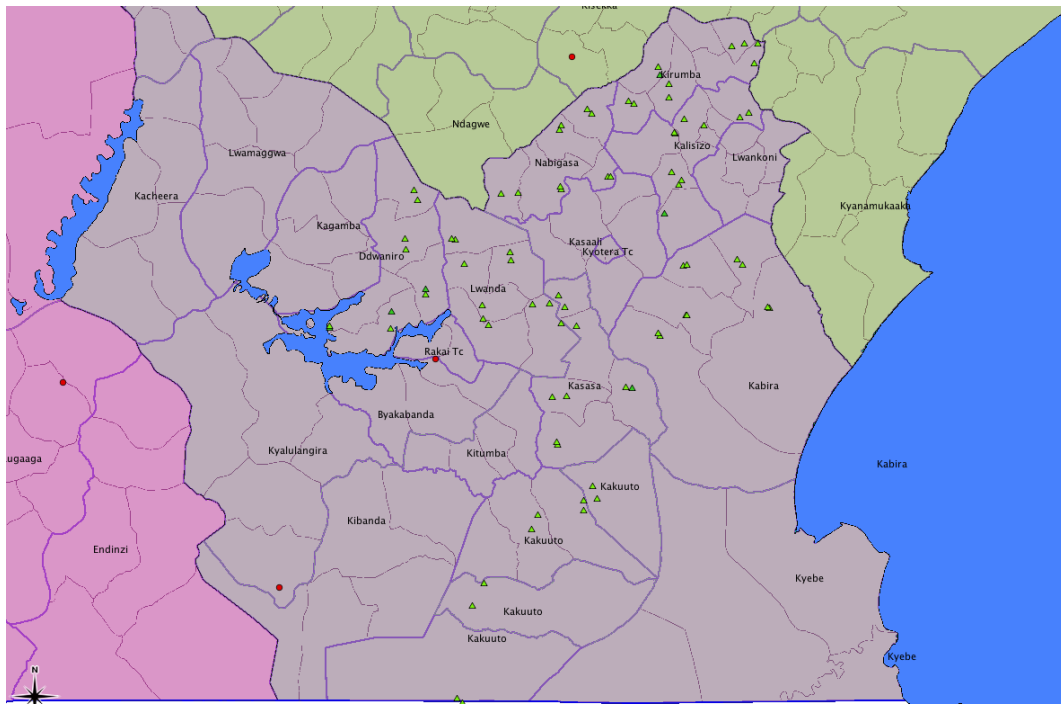 Kisekka
Kirumba
Ndagwe
Kalisizo
Lwamaggwa
Nabigasa
Lwankoni
Kacheera
Kyanamukaaka
Kagamba
Kasaali
Kyotera Tc
Ddwaniro
Lwanda
Rakai Tc
Kasasa
Kabira
Byakabanda
Kyalulangira
Kitumba
ugaaga
Kabira
Kakuuto
Kibanda
Kakuuto
Endinzi
Kyebe
Kakuuto
Kakuuto
Kyebe
N